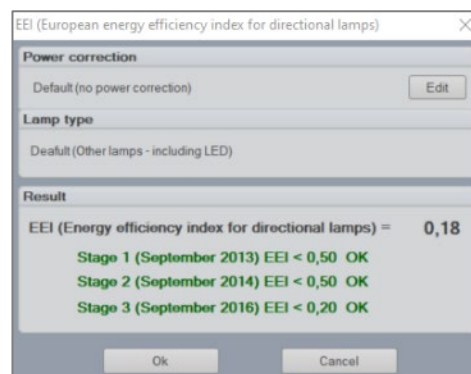 EEI (European energy efficiency index for directional lamps)
Power correction
Default (no power correction)
Edit
Lamp type
Deafult (Other lamps - including LED)
Result
EEI (Energy efficiency index for directional lamps) = 0,18
Stage 1 (September 2013) EEI < 0,50 OK
Stage 2 (September 2014) EEI < 0,50 OK
Stage 3 (September 2016) EEI < 0,20 OK
Ok Cancel